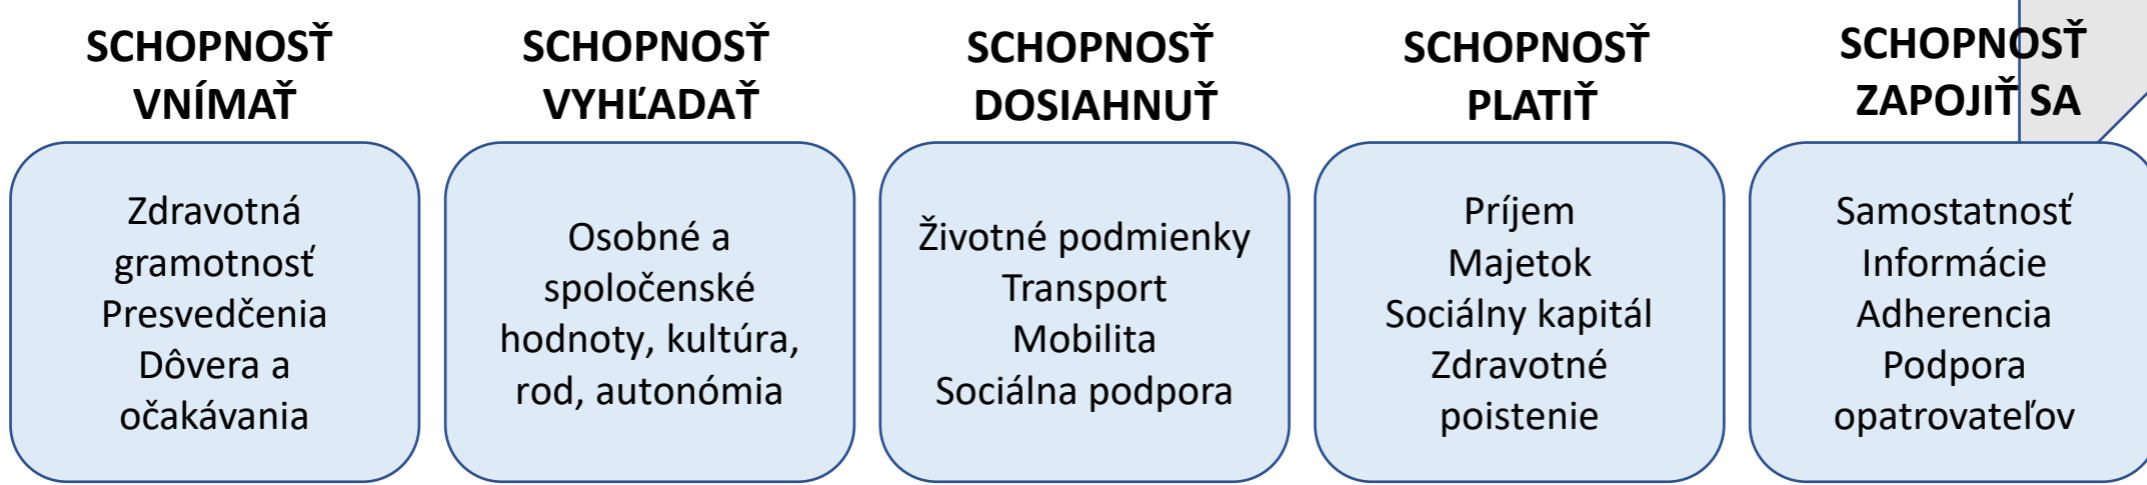 SCHOPNOSŤ
VNÍMAŤ
Zdravotná
gramotnosť
Presvedčenia
Dôvera a
očakávania
SCHOPNOSŤ
VYHĽADAŤ
Osobné a
spoločenské
hodnoty, kultúra,
rod, autonómia
SCHOPNOSŤ
DOSIAHNUŤ
Životné podmienky
Transport
Mobilita
Sociálna podpora
SCHOPNOSŤ
PLATIŤ
Príjem
Majetok
Sociálny kapitál
Zdravotné
poistenie
SCHOPNOSŤ
ZAPOJIŤ SA
Samostatnosť
Informácie
Adherencia
Podpora
opatrovateľov